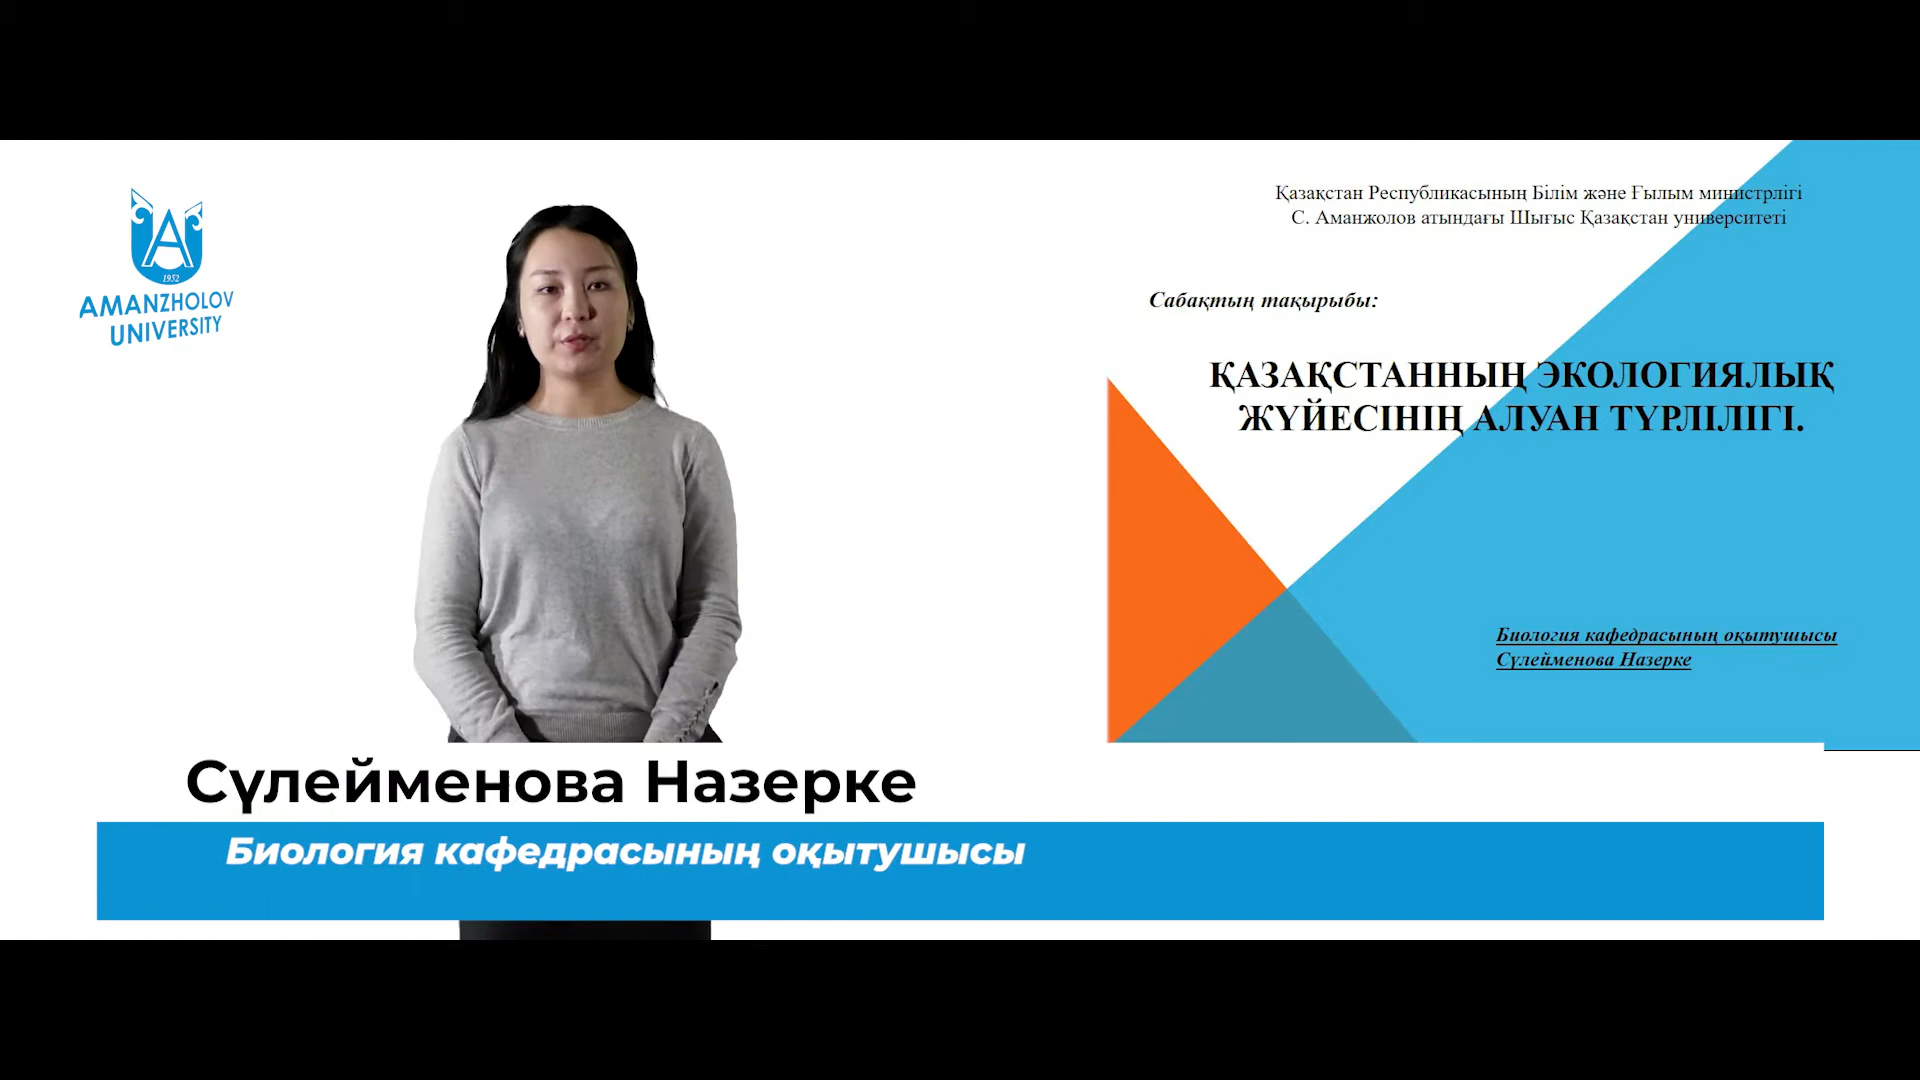 1952
AMANZHOLOV
UNIVERSITY
Қазақстан Республикасының Білім және Ғылым министрлігі
С. Аманжолов атындағы Шығыс Қазақстан университеті
Сабақтың тақырыбы:
ҚАЗАҚСТАННЫҢ ЭКОЛОГИЯЛЫҚ
ЖҮЙЕСІНІҢ АЛУАН ТҮРЛІЛІГІ.
Биология кафедрасының оқытушысы
Сүлейменова Назерке
Сүлейменова Назерке
Биология кафедрасының оқытушысы